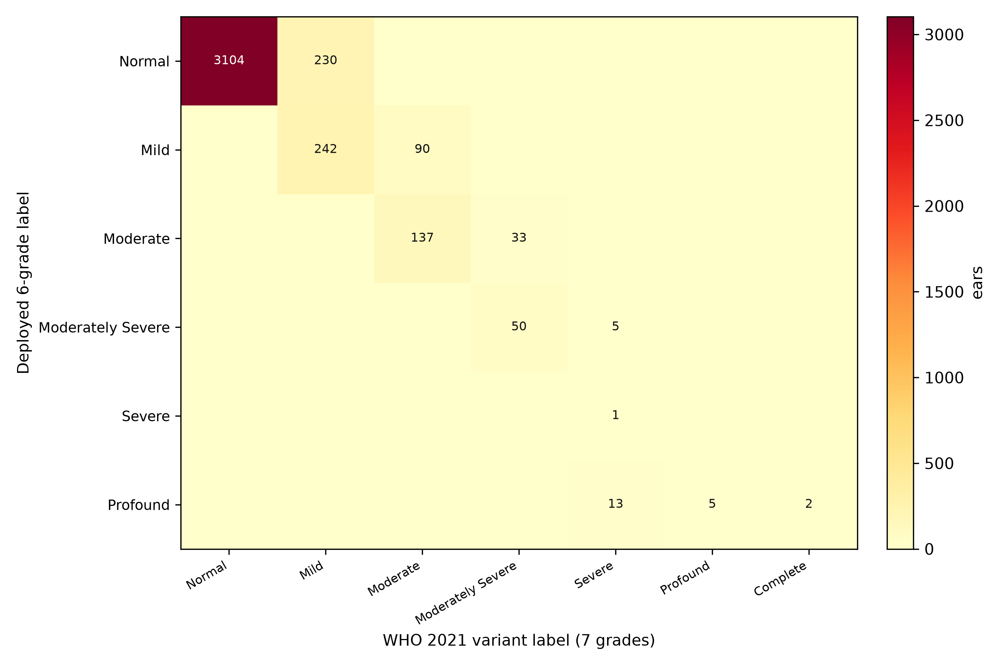 Normal 3104 230
Mild 242 90
Moderate 137 33
Moderately Severe 50 5
Severe 1
Profound 13 5 2
Deployed 6-grade label
Normal Mild Moderate Moderately Severe Severe Profound Complete
WHO 2021 variant label (7 grades)
3000
2500
2000
1500
1000
500
0
ears